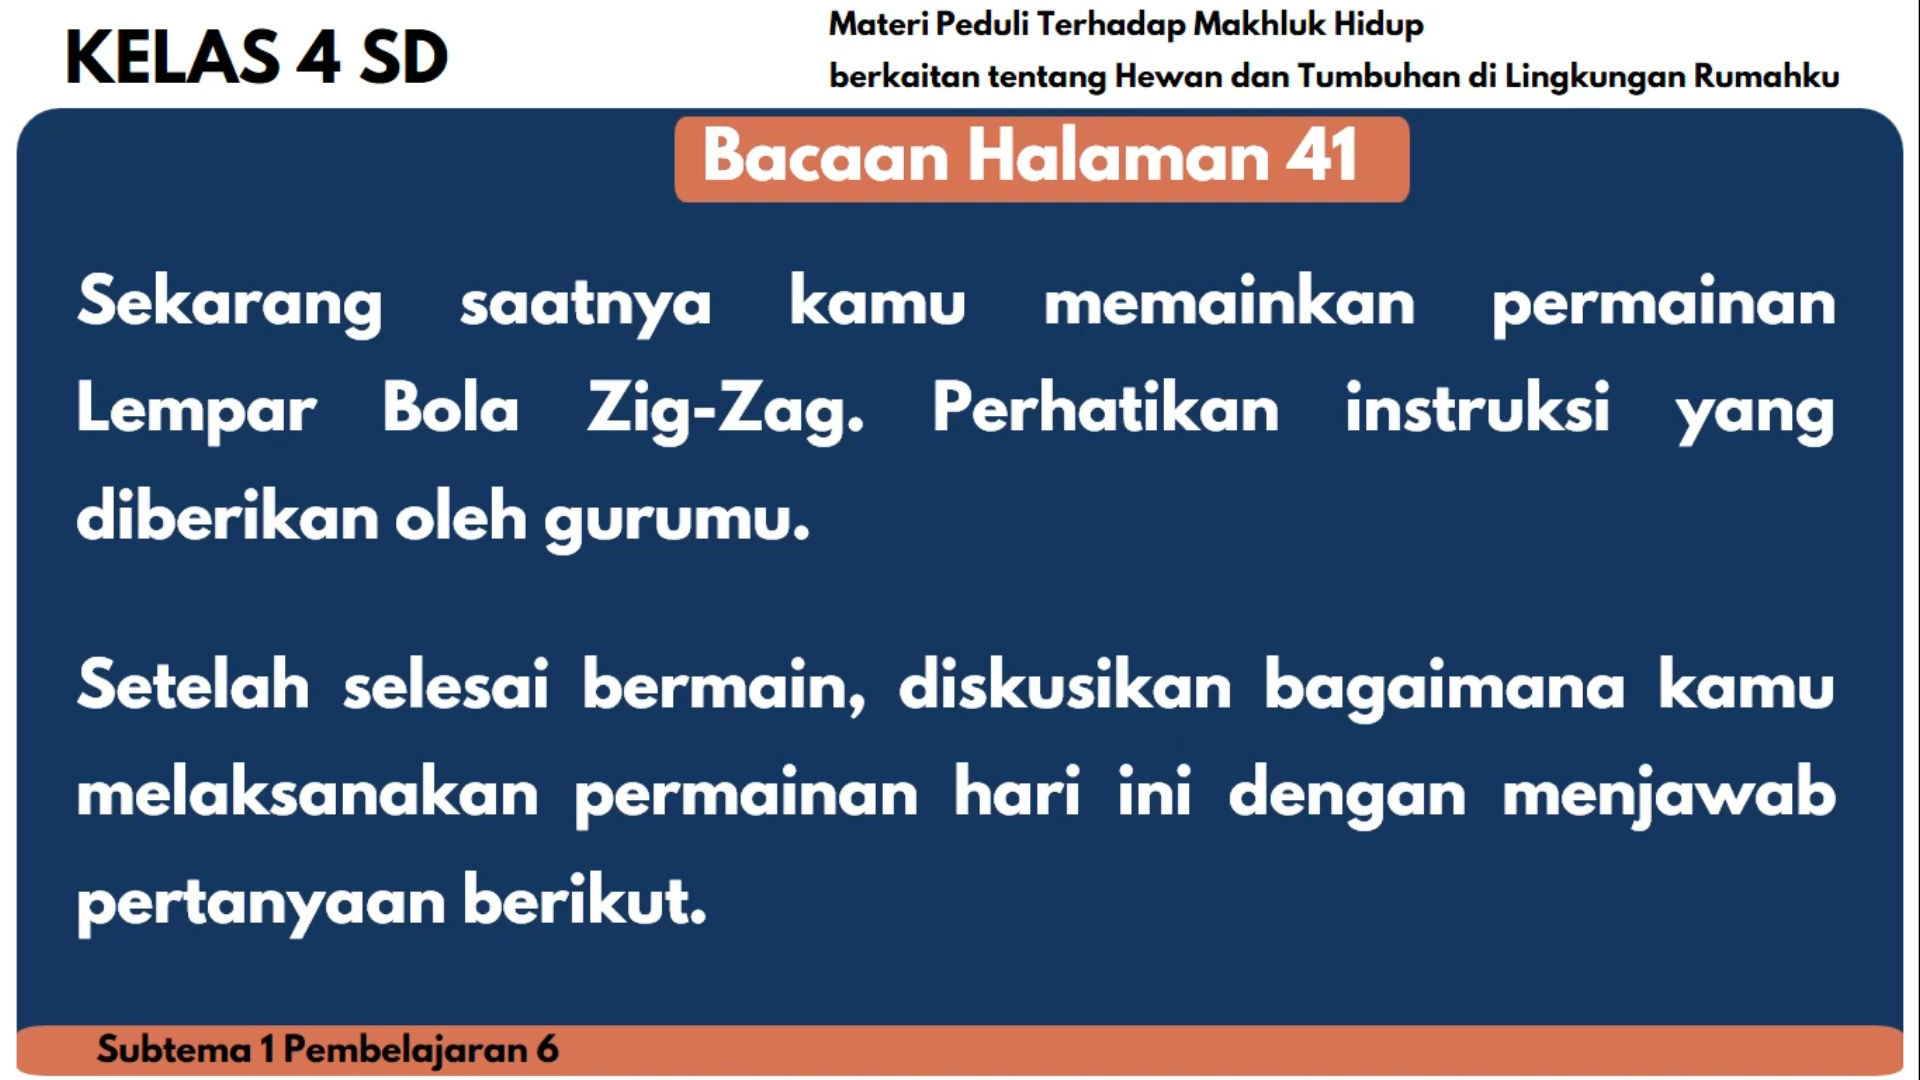 KELAS 4 SD
Materi Peduli Terhadap Makhluk Hidup
berkaitan tentang Hewan dan Tumbuhan di Lingkungan Rumahku
Bacaan Halaman 41
Sekarang saatnya kamu memainkan permainan
Lempar Bola Zig-Zag. Perhatikan instruksi yang
diberikan oleh gurumu.
Setelah selesai bermain, diskusikan bagaimana kamu
melaksanakan permainan hari ini dengan menjawab
pertanyaan berikut.
Subtema 1 Pembelajaran 6